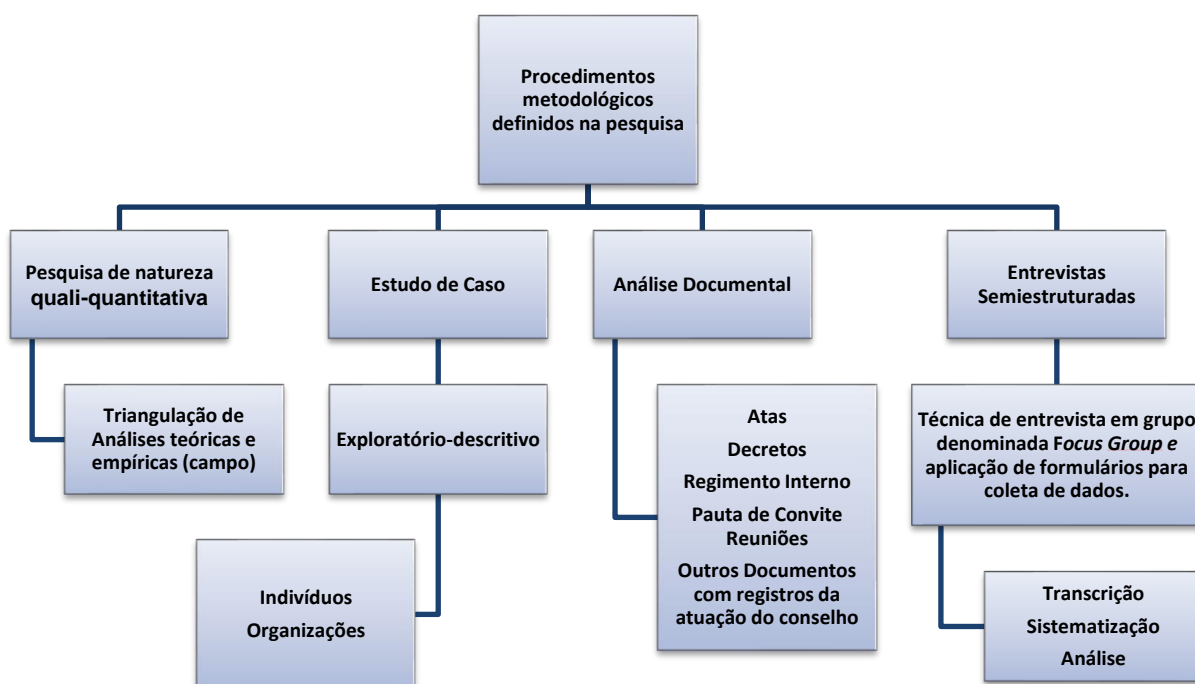 Procedimentos
metodológicos
definidos na pesquisa
Pesquisa de natureza
quali-quantitativa
Estudo de Caso
Análise Documental
Entrevistas
Semiestruturadas
Triangulação de
Análises teóricas e
empíricas (campo)
Exploratório-descritivo
Atas
Decretos
Regimento Interno
Pauta de Convite
Reuniões
Outros Documentos
com registros da
atuação do conselho
Técnica de entrevista em grupo
denominada Focus Group e
aplicação de formulários para
coleta de dados.
Indivíduos
Organizações
Transcrição
Sistematização
Análise